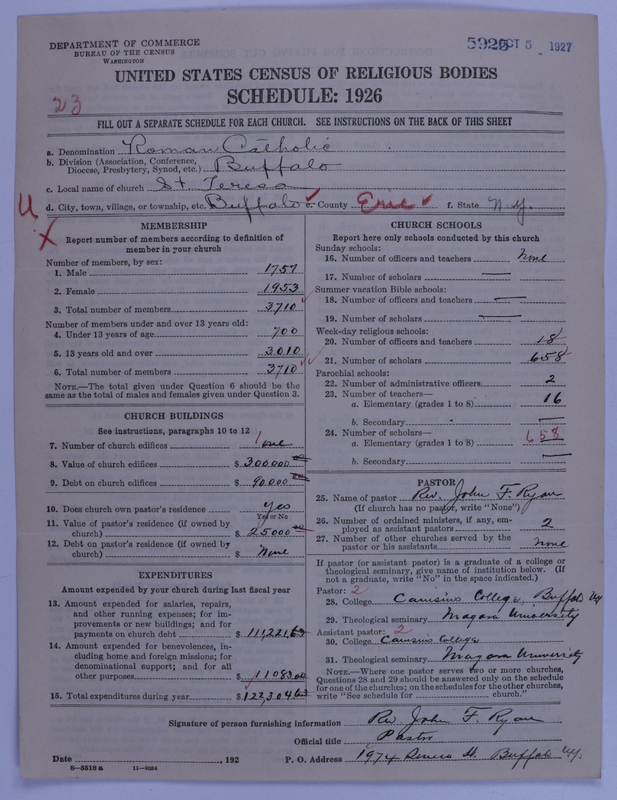 DEPARTMENT OF COMMERCE
BUREAU OF THE CENSUS
WASHINGTON
OCT 5 1927
UNITED STATES CENSUS OF RELIGIOUS BODIES
SCHEDULE: 1926
23
FILL OUT A SEPARATE SCHEDULE FOR EACH CHURCH. SEE INSTRUCTIONS ON THE BACK OF THIS SHEET
a. Denomination Roman Catholic
b. Division (Association, Conference, Diocese, Presbytery, Synod, etc.) Buffalo
c. Local name of church St Teresa
d. City, town, village, or township, etc. Buffalo e. County Erie f. State N.Y.
MEMBERSHIP
Report number of members according to definition of member in your church
Number of members, by sex:
1. Male 1757
2. Female 1953
3. Total number of members 3710
Number of members under and over 13 years old:
4. Under 13 years of age 700
5. 13 years old and over 3010
6. Total number of members 3710
NOTE.—The total given under Question 6 should be the same as the total of males and females given under Question 3.
CHURCH BUILDINGS
See instructions, paragraphs 10 to 12
7. Number of church edifices 1 one
8. Value of church edifices $ 300000
9. Debt on church edifices $ 90000
10. Does church own pastor's residence yes
Yes or No
11. Value of pastor's residence (if owned by church) $ 25000
12. Debt on pastor's residence (if owned by church) $ None
EXPENDITURES
Amount expended by your church during last fiscal year
13. Amount expended for salaries, repairs, and other running expenses; for improvements or new buildings; and for payments on church debt $ 111,221.63
14. Amount expended for benevolences, including home and foreign missions; for denominational support; and for all other purposes $ 11083.00
15. Total expenditures during year $ 122,304.63
CHURCH SCHOOLS
Report here only schools conducted by this church
Sunday schools:
16. Number of officers and teachers None
17. Number of scholars
Summer vacation Bible schools:
18. Number of officers and teachers
19. Number of scholars
Week-day religious schools:
20. Number of officers and teachers 18
21. Number of scholars 658
Parochial schools:
22. Number of administrative officers 2
23. Number of teachers—
a. Elementary (grades 1 to 8) 16
b. Secondary
24. Number of scholars—
a. Elementary (grades 1 to 8) 658
b. Secondary
PASTOR
25. Name of pastor Rev. John F. Ryan
(If church has no pastor, write "None")
26. Number of ordained ministers, if any, employed as assistant pastors 2
27. Number of other churches served by the pastor or his assistants none
If pastor (or assistant pastor) is a graduate of a college or theological seminary, give name of institution below. (If not a graduate, write "No" in the space indicated.)
Pastor: 2
28. College Canisius College, Buffalo NY
29. Theological seminary Niagara University
Assistant pastor: 2
30. College Canisius College
31. Theological seminary Niagara University
NOTE.—Where one pastor serves two or more churches, Questions 28 and 29 should be answered only on the schedule for one of the churches; on the schedules for the other churches, write "See schedule for church."
Signature of person furnishing information Rev. John F. Ryan
Official title Pastor
Date , 192 P. O. Address 1974 Seneca St. Buffalo NY.
8—5518 a 11—9054